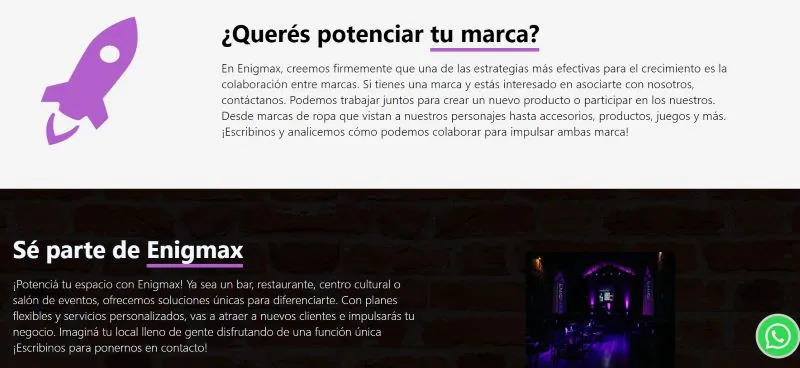 ¿Querés potenciar tu marca?
En Enigmax, creemos firmemente que una de las estrategias más efectivas para el crecimiento es la
colaboración entre marcas. Si tienes una marca y estás interesado en asociarte con nosotros,
contáctanos. Podemos trabajar juntos para crear un nuevo producto o participar en los nuestros.
Desde marcas de ropa que vistan a nuestros personajes hasta accesorios, productos, juegos y más.
¡Escribinos y analicemos cómo podemos colaborar para impulsar ambas marca!
Sé parte de Enigmax
¡Potenciá tu espacio con Enigmax! Ya sea un bar, restaurante, centro cultural o
salón de eventos, ofrecemos soluciones únicas para diferenciarte. Con planes
flexibles y servicios personalizados, vas a atraer a nuevos clientes e impulsarás tu
negocio. Imaginá tu local lleno de gente disfrutando de una función única
¡Escribinos para ponernos en contacto!